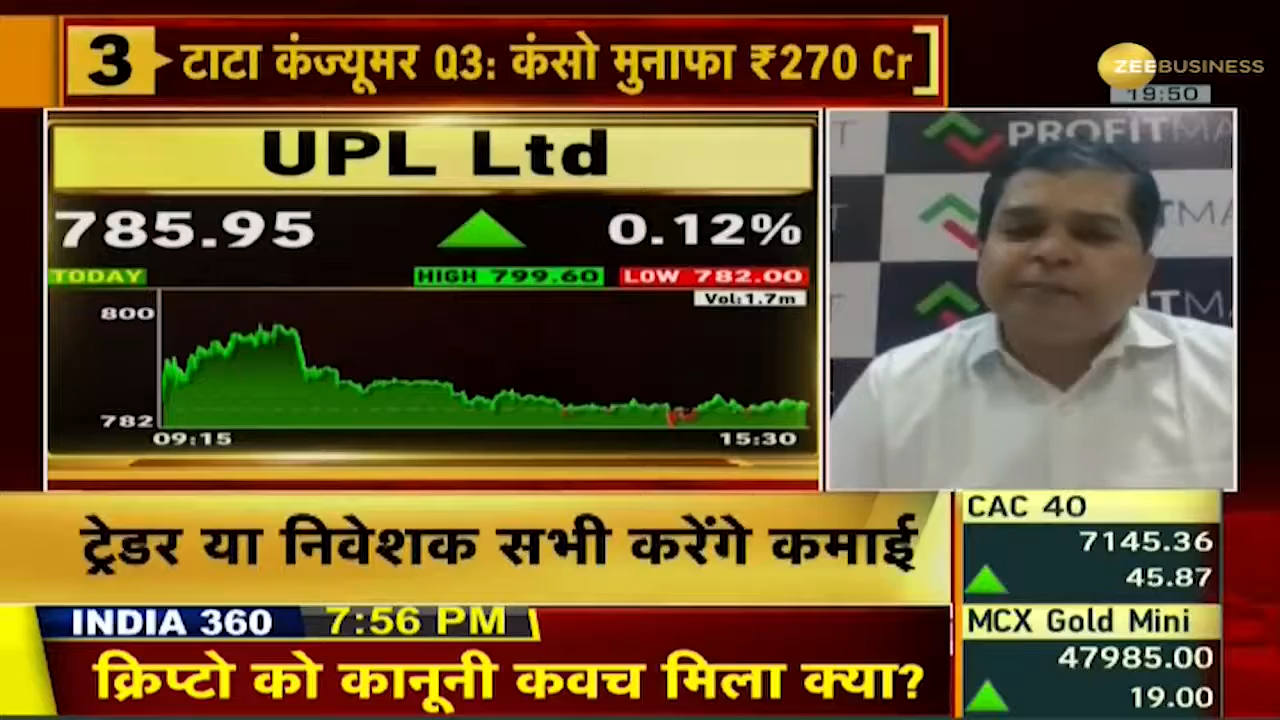 3 टाटा कंज्यूमर Q3: कंसो मुनाफा ₹270 Cr
ZEEBUSINESS
19:50
UPL Ltd
785.95 0.12%
TODAY HIGH 799.60 LOW 782.00
Vol:1.7m
800
782
09:15 15:30
PROFITMA
ट्रेडर या निवेशक सभी करेंगे कमाई
CAC 40
7145.36
45.87
INDIA 360 7:56 PM
क्रिप्टो को कानूनी कवच मिला क्या?
MCX Gold Mini
47985.00
19.00